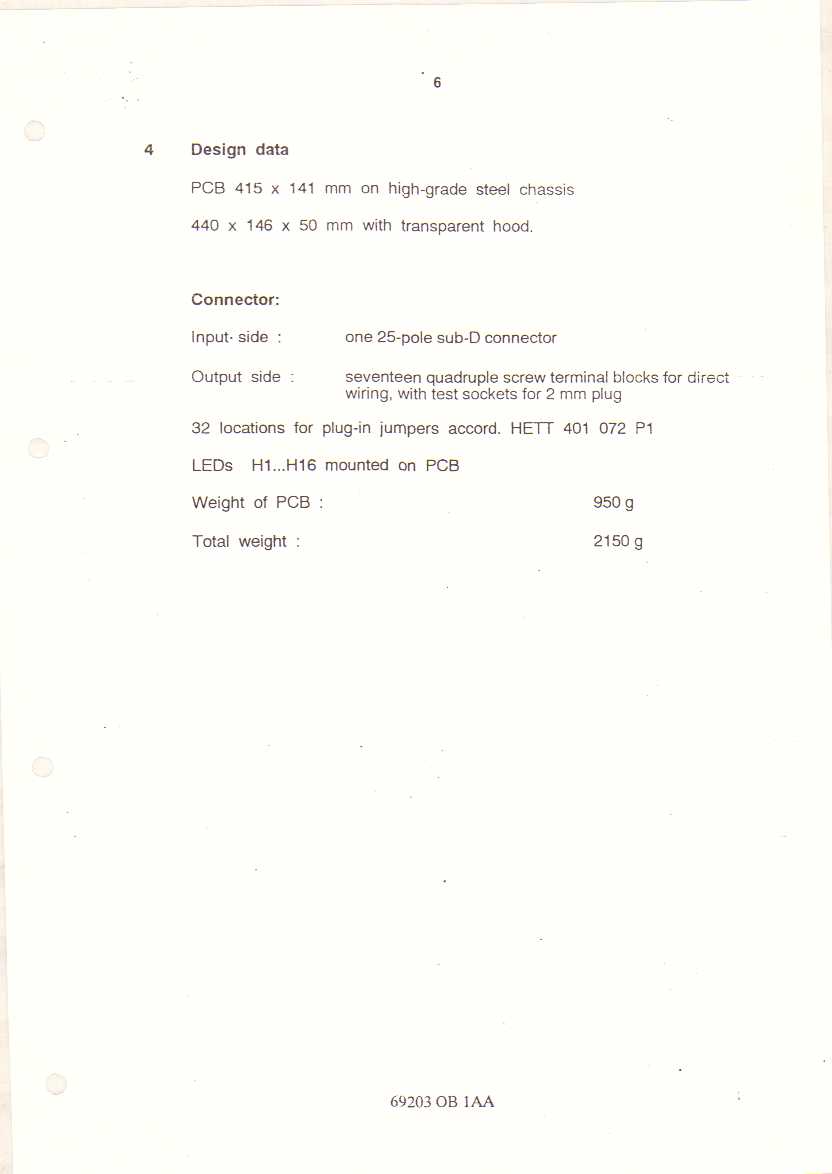 6
4 Design data
PCB 415 x 141 mm on high-grade steel chassis
440 x 146 x 50 mm with transparent hood.
Connector:
Input- side : one 25-pole sub-D connector
Output side : seventeen quadruple screw terminal blocks for direct
wiring, with test sockets for 2 mm plug
32 locations for plug-in jumpers accord. HETT 401 072 P1
LEDs H1...H16 mounted on PCB
Weight of PCB : 950 g
Total weight : 2150 g
69203 OB 1AA